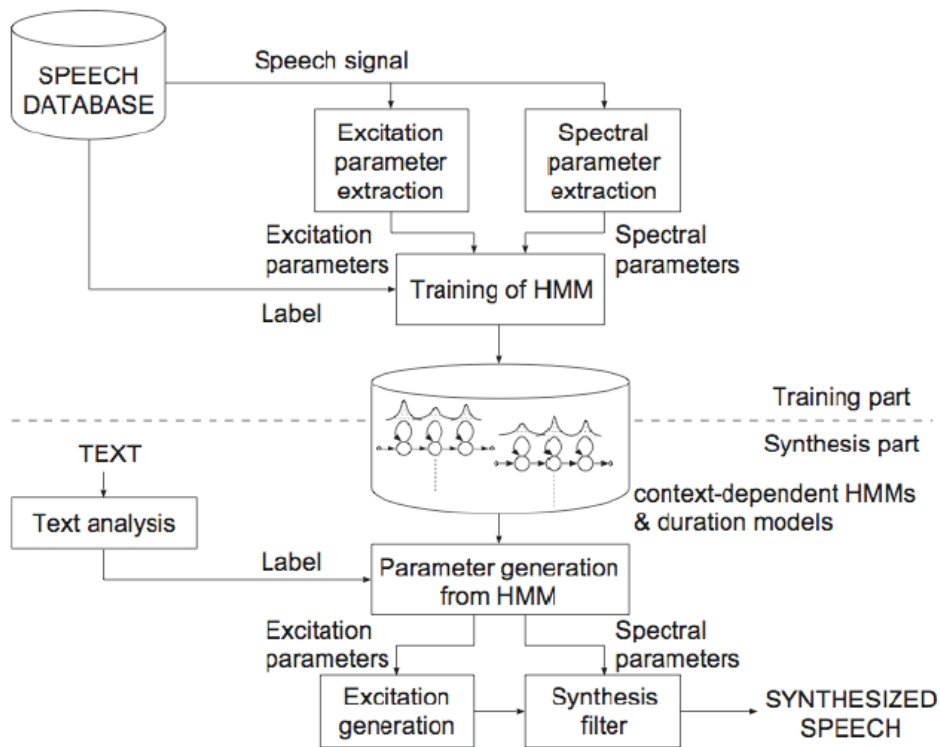 SPEECH
DATABASE
Speech signal
Excitation
parameter
extraction
Spectral
parameter
extraction
Excitation
parameters
Spectral
parameters
Training of HMM
Label
Training part
Synthesis part
TEXT
context-dependent HMMs
& duration models
Text analysis
Label
Parameter generation
from HMM
Excitation
parameters
Spectral
parameters
Excitation
generation
Synthesis
filter
SYNTHESIZED
SPEECH